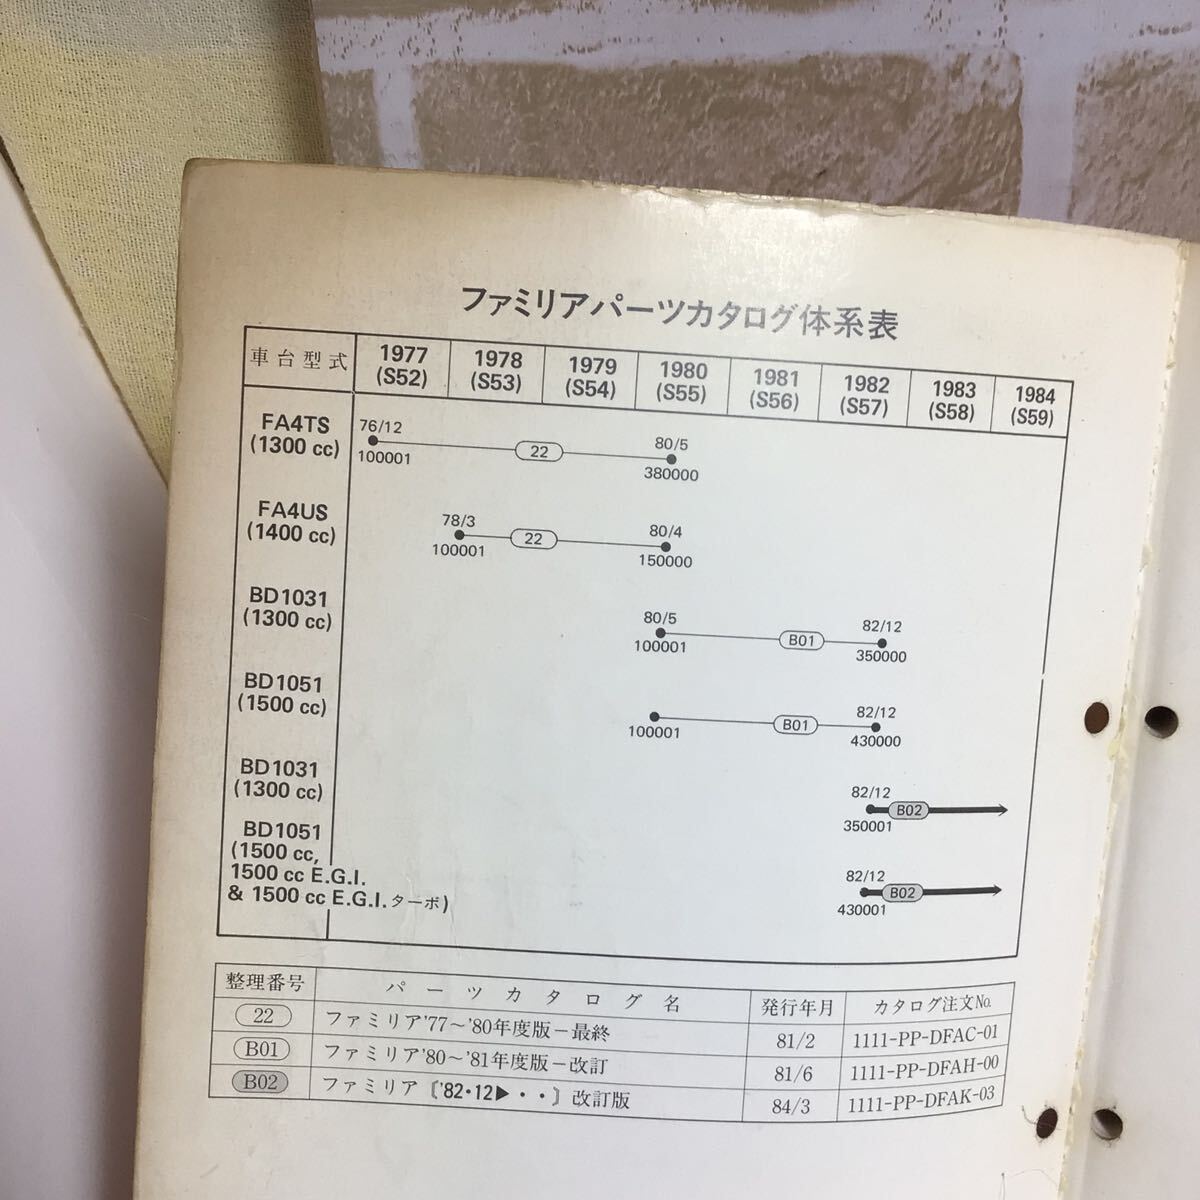 ファミリアパーツカタログ体系表
車台型式 1977 (S52) 1978 (S53) 1979 (S54) 1980 (S55) 1981 (S56) 1982 (S57) 1983 (S58) 1984 (S59)
FA4TS
(1300 cc)
76/12 22 80/5
100001 380000
FA4US
(1400 cc)
78/3 22 80/4
100001 150000
BD1031
(1300 cc)
80/5 B01 82/12
100001 350000
BD1051
(1500 cc)
B01 82/12
100001 430000
BD1031
(1300 cc)
82/12 B02
350001
BD1051
(1500 cc,
1500 cc E.G.I.
& 1500 cc E.G.I. ターボ)
82/12 B02
430001
整理番号 パーツカタログ名 発行年月 カタログ注文No.
22 ファミリア'77～'80年度版－最終 81/2 1111-PP-DFAC-01
B01 ファミリア'80～'81年度版－改訂 81/6 1111-PP-DFAH-00
B02 ファミリア〔'82・12▶・・〕改訂版 84/3 1111-PP-DFAK-03